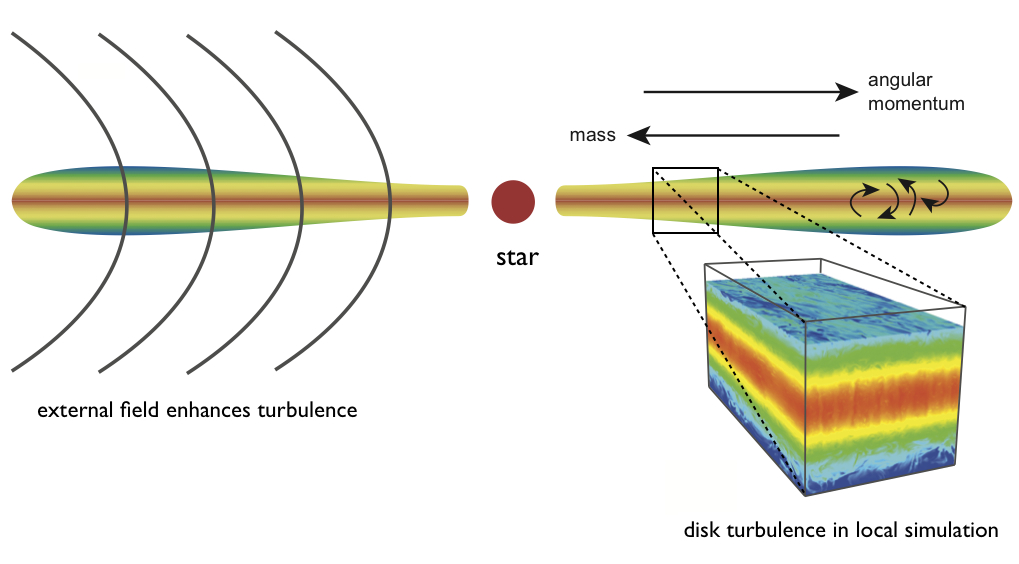 angular
momentum
mass
star
external field enhances turbulence
disk turbulence in local simulation